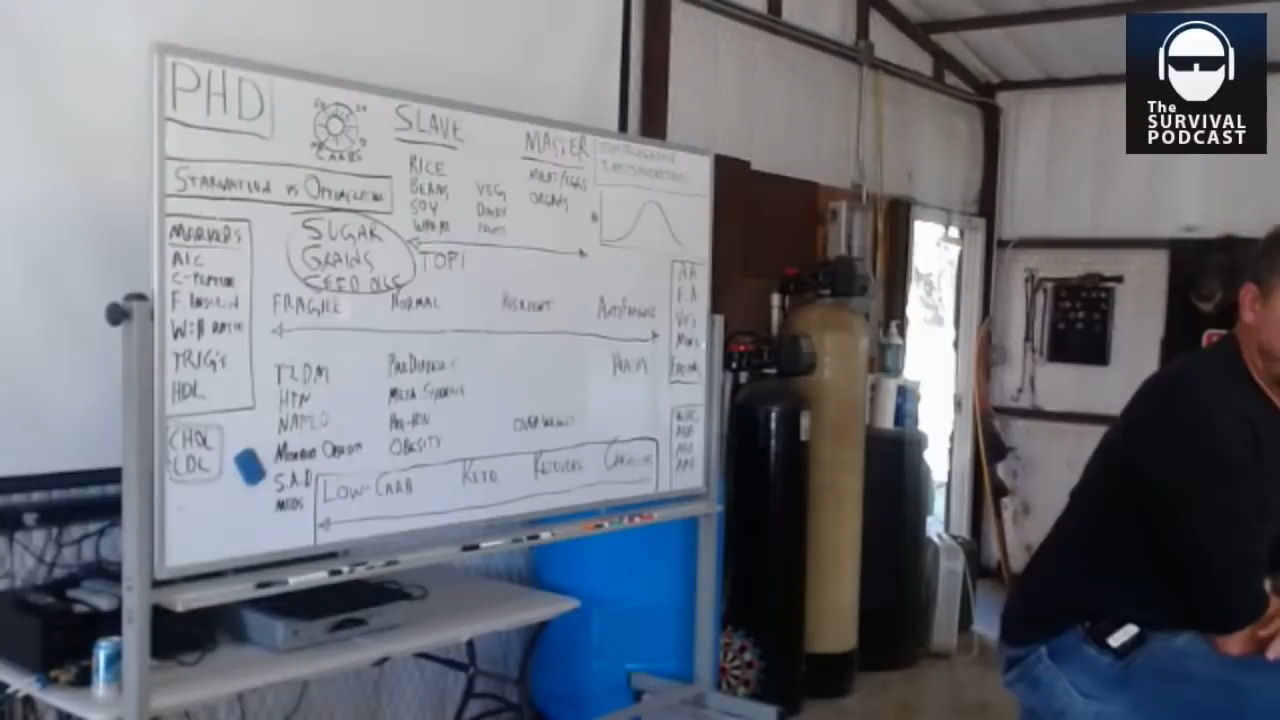 PHD
CARBS
SLAVE
MASTER
RICE
BEANS
SOY
WHEAT
VEG
DAIRY
FRUITS
MEAT/EGGS
ORGANS
STARVATION VS OPTIMIZATION
MARKERS
A1C
C-PEPTIDE
F. INSULIN
W:H RATIO
TRIG'S
HDL
CHOL
LDL
SUGAR
GRAINS
SEED OILS
TOPI
FRAGILE
NORMAL
RESILIENT
ANTIFRAGILE
T2DM
HTN
NAFLD
MORBID OBESITY
S.A.D
MEDS
PREDIABETIC
META SYNDROME
PRE-HTN
OBESITY
OVERWEIGHT
LOW-CARB
KETO
KETOVORE
CARNIVORE
The
SURVIVAL
PODCAST